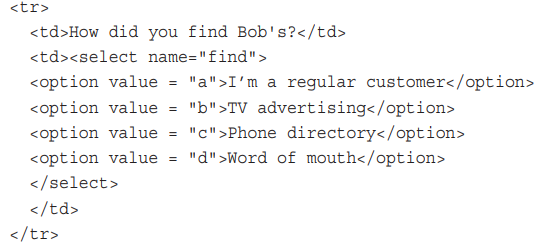 <tr>
<td>How did you find Bob's?</td>
<td><select name="find">
<option value = "a">I’m a regular customer</option>
<option value = "b">TV advertising</option>
<option value = "c">Phone directory</option>
<option value = "d">Word of mouth</option>
</select>
</td>
</tr>